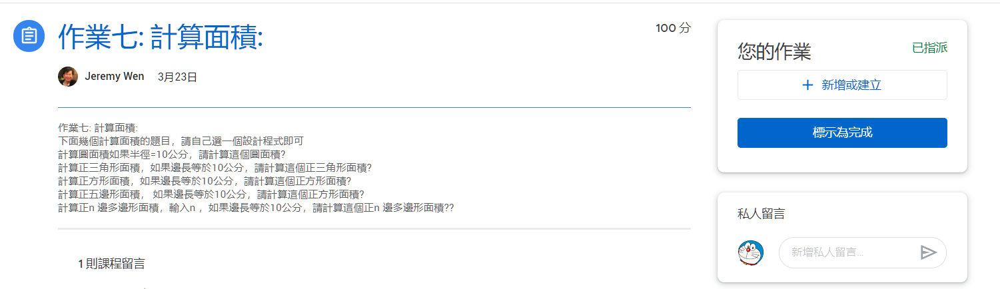 作業七: 計算面積:
100 分
Jeremy Wen 3月23日
作業七: 計算面積:
下面幾個計算面積的題目，請自己選一個設計程式即可
計算圓面積如果半徑=10公分，請計算這個圓面積?
計算正三角形面積，如果邊長等於10公分，請計算這個正三角形面積?
計算正方形面積，如果邊長等於10公分，請計算這個正方形面積?
計算正五邊形面積， 如果邊長等於10公分，請計算這個正方形面積?
計算正n 邊多邊形面積，輸入n ，如果邊長等於10公分，請計算這個正n 邊多邊形面積??
1 則課程留言
您的作業
已指派
+ 新增或建立
標示為完成
私人留言
新增私人留言...